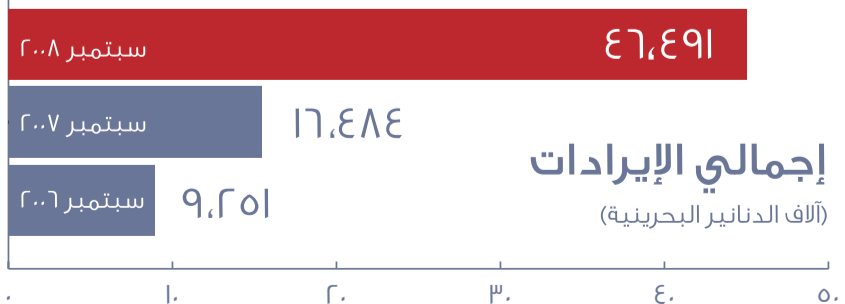 سبتمبر ٢٠٠٨ ٤٦،٤٩١
سبتمبر ٢٠٠٧ ١٦،٤٨٤
سبتمبر ٢٠٠٦ ٩،٢٥١
إجمالي الإيرادات
(آلاف الدنانير البحرينية)
٠ ١٠ ٢٠ ٣٠ ٤٠ ٥٠